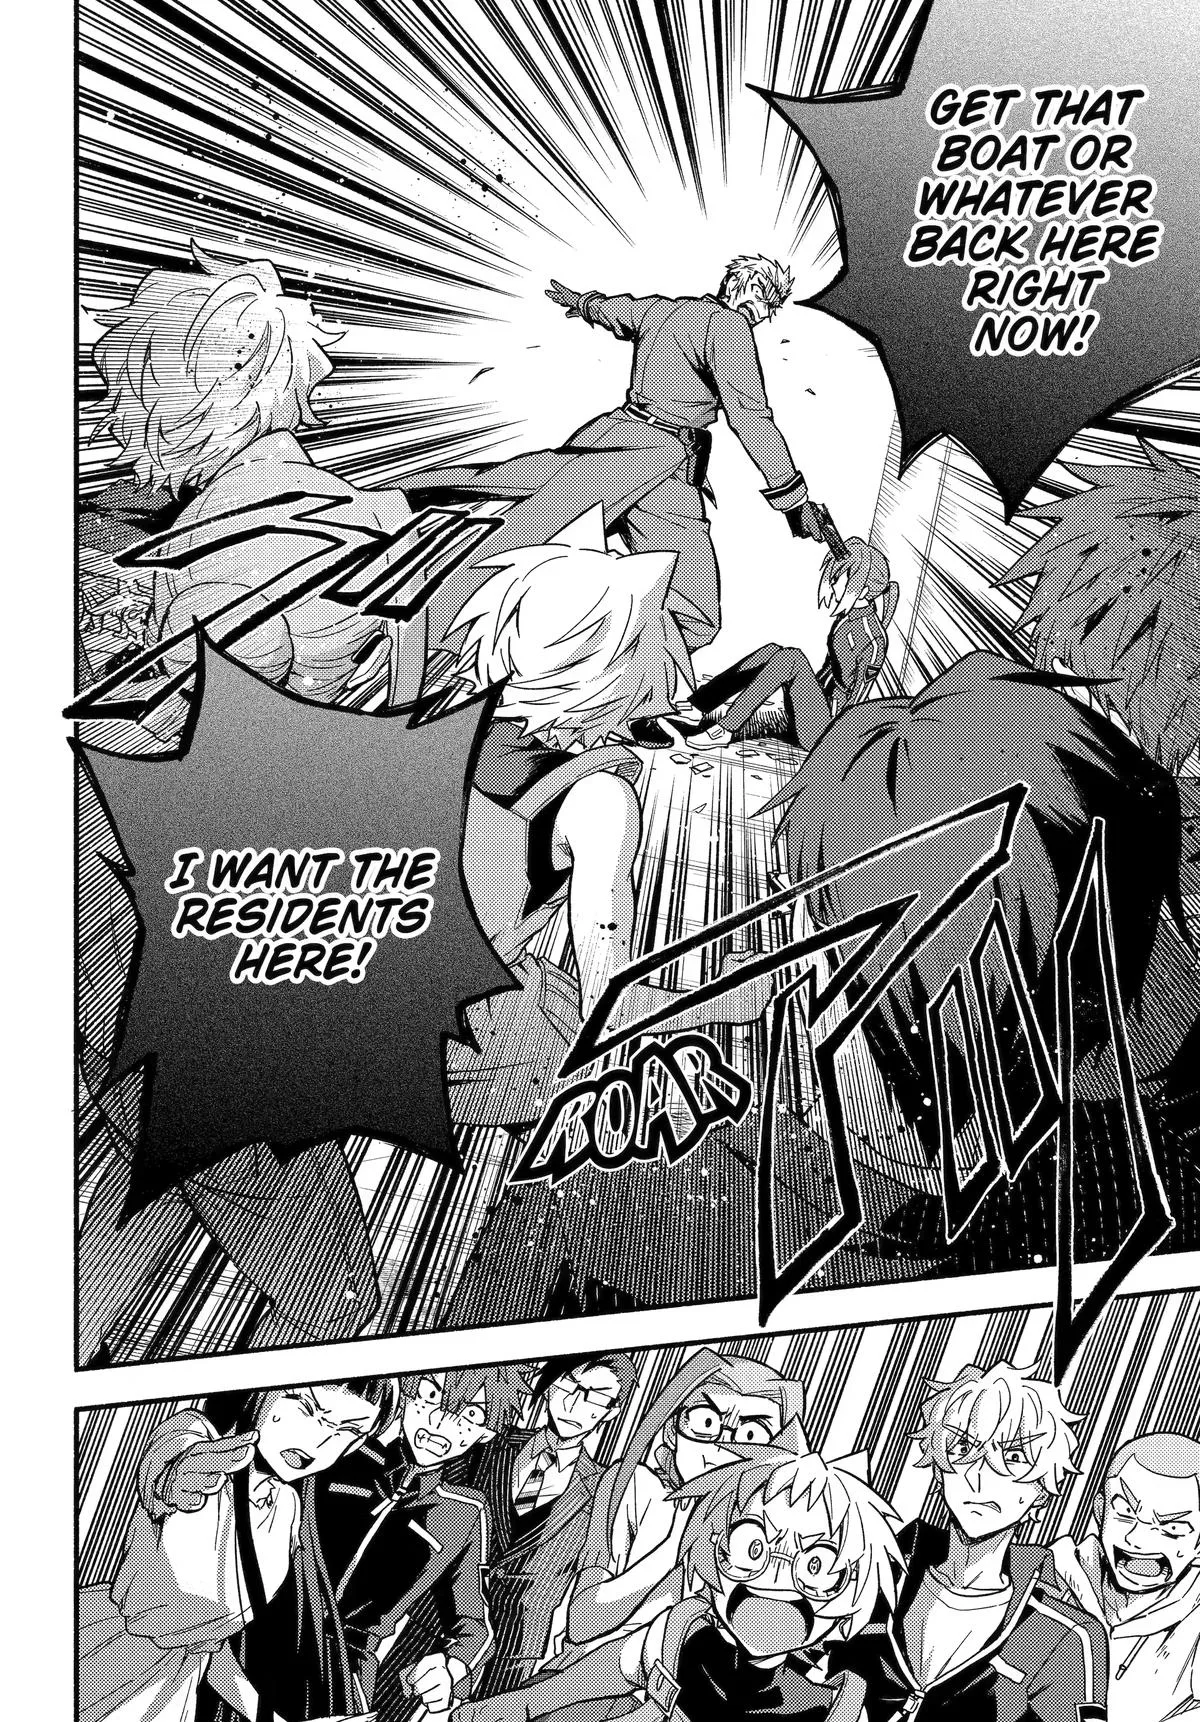 GET THAT
BOAT OR
WHATEVER
BACK HERE
RIGHT
NOW!
I WANT THE
RESIDENTS
HERE!
ROAR